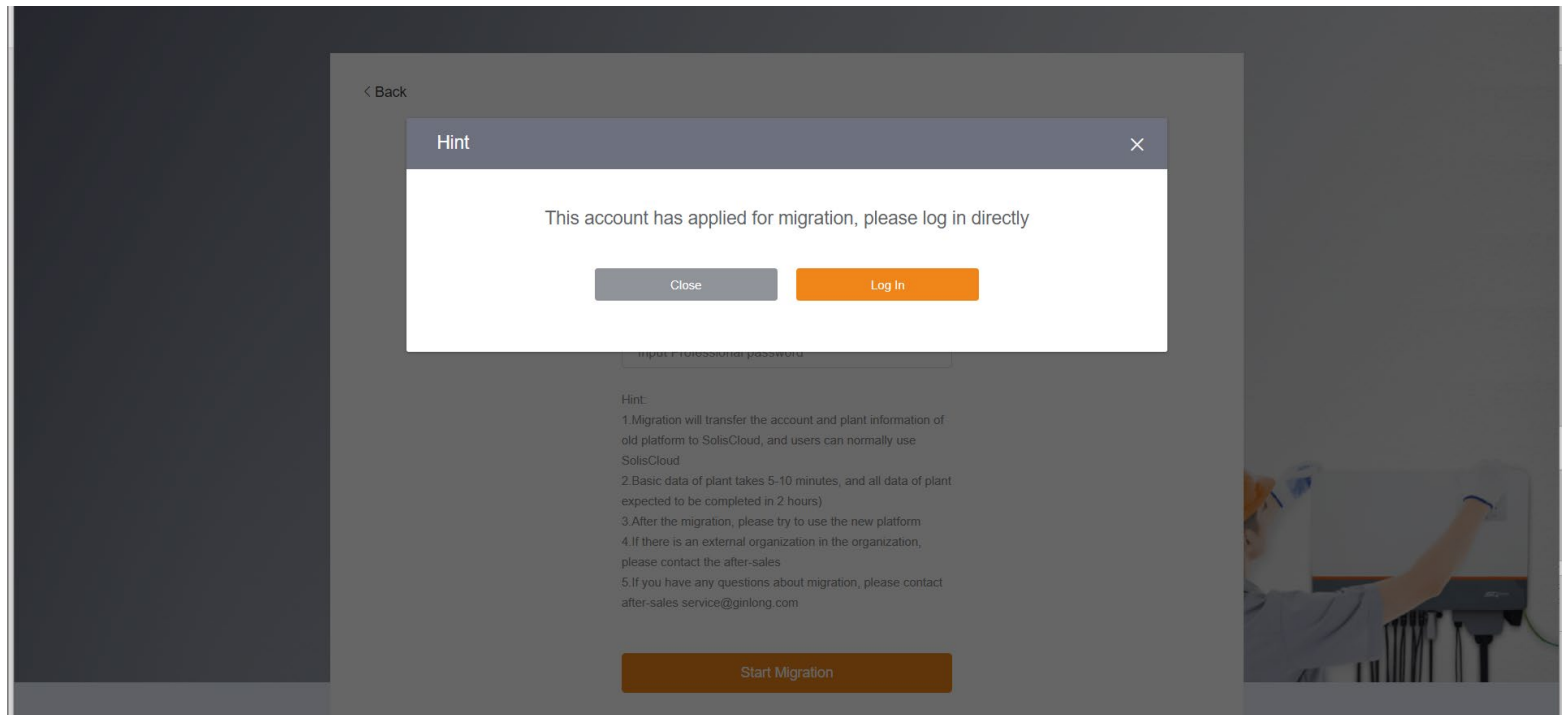 < Back
Hint
This account has applied for migration, please log in directly
Close
Log In
Input Professional password
Hint:
1.Migration will transfer the account and plant information of
old platform to SolisCloud, and users can normally use
SolisCloud
2.Basic data of plant takes 5-10 minutes, and all data of plant
expected to be completed in 2 hours)
3.After the migration, please try to use the new platform
4.If there is an external organization in the organization,
please contact the after-sales
5.If you have any questions about migration, please contact
after-sales service@ginlong.com
Start Migration